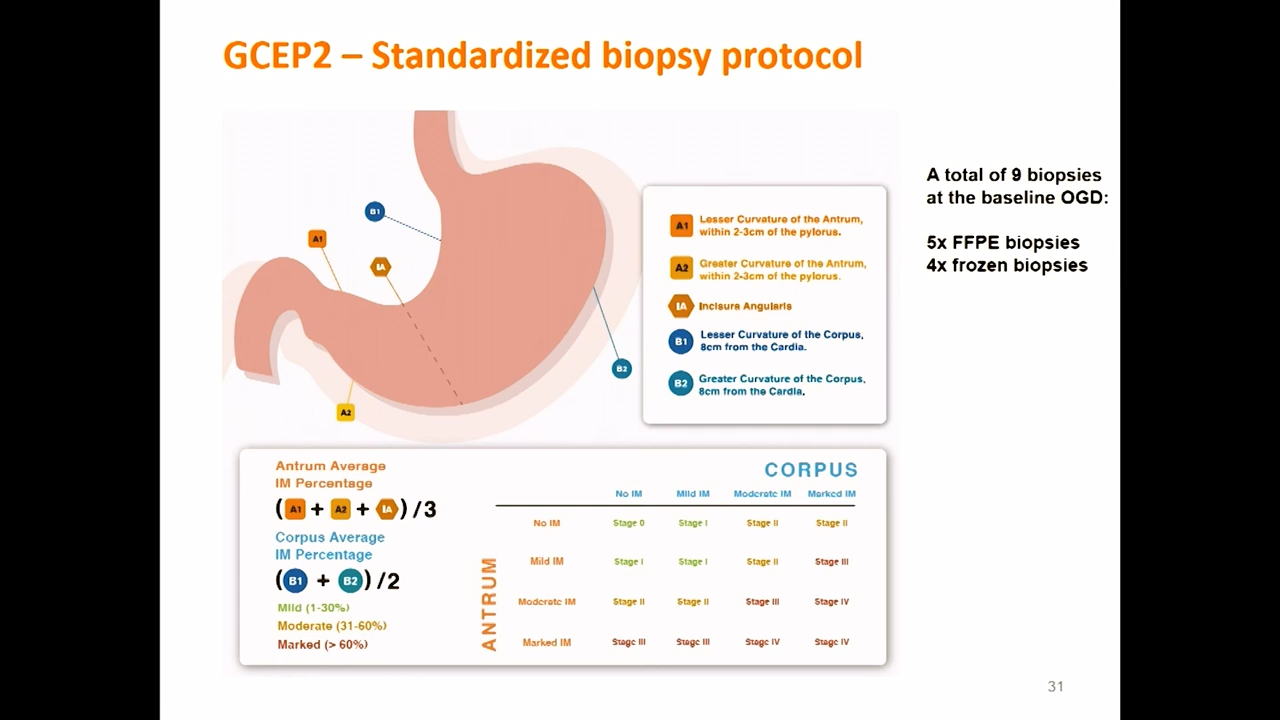 GCEP2 – Standardized biopsy protocol
A total of 9 biopsies
at the baseline OGD:
5x FFPE biopsies
4x frozen biopsies
B1
A1
IA
B2
A2
A1 Lesser Curvature of the Antrum,
within 2-3cm of the pylorus.
A2 Greater Curvature of the Antrum,
within 2-3cm of the pylorus.
IA Incisura Angularis
B1 Lesser Curvature of the Corpus,
8cm from the Cardia.
B2 Greater Curvature of the Corpus,
8cm from the Cardia.
Antrum Average
IM Percentage
(A1 + A2 + IA) /3
Corpus Average
IM Percentage
(B1 + B2) /2
Mild (1-30%)
Moderate (31-60%)
Marked (> 60%)
CORPUS
No IM Mild IM Moderate IM Marked IM
ANTRUM
No IM Stage 0 Stage I Stage II Stage II
Mild IM Stage I Stage I Stage II Stage III
Moderate IM Stage II Stage II Stage III Stage IV
Marked IM Stage III Stage III Stage IV Stage IV
31